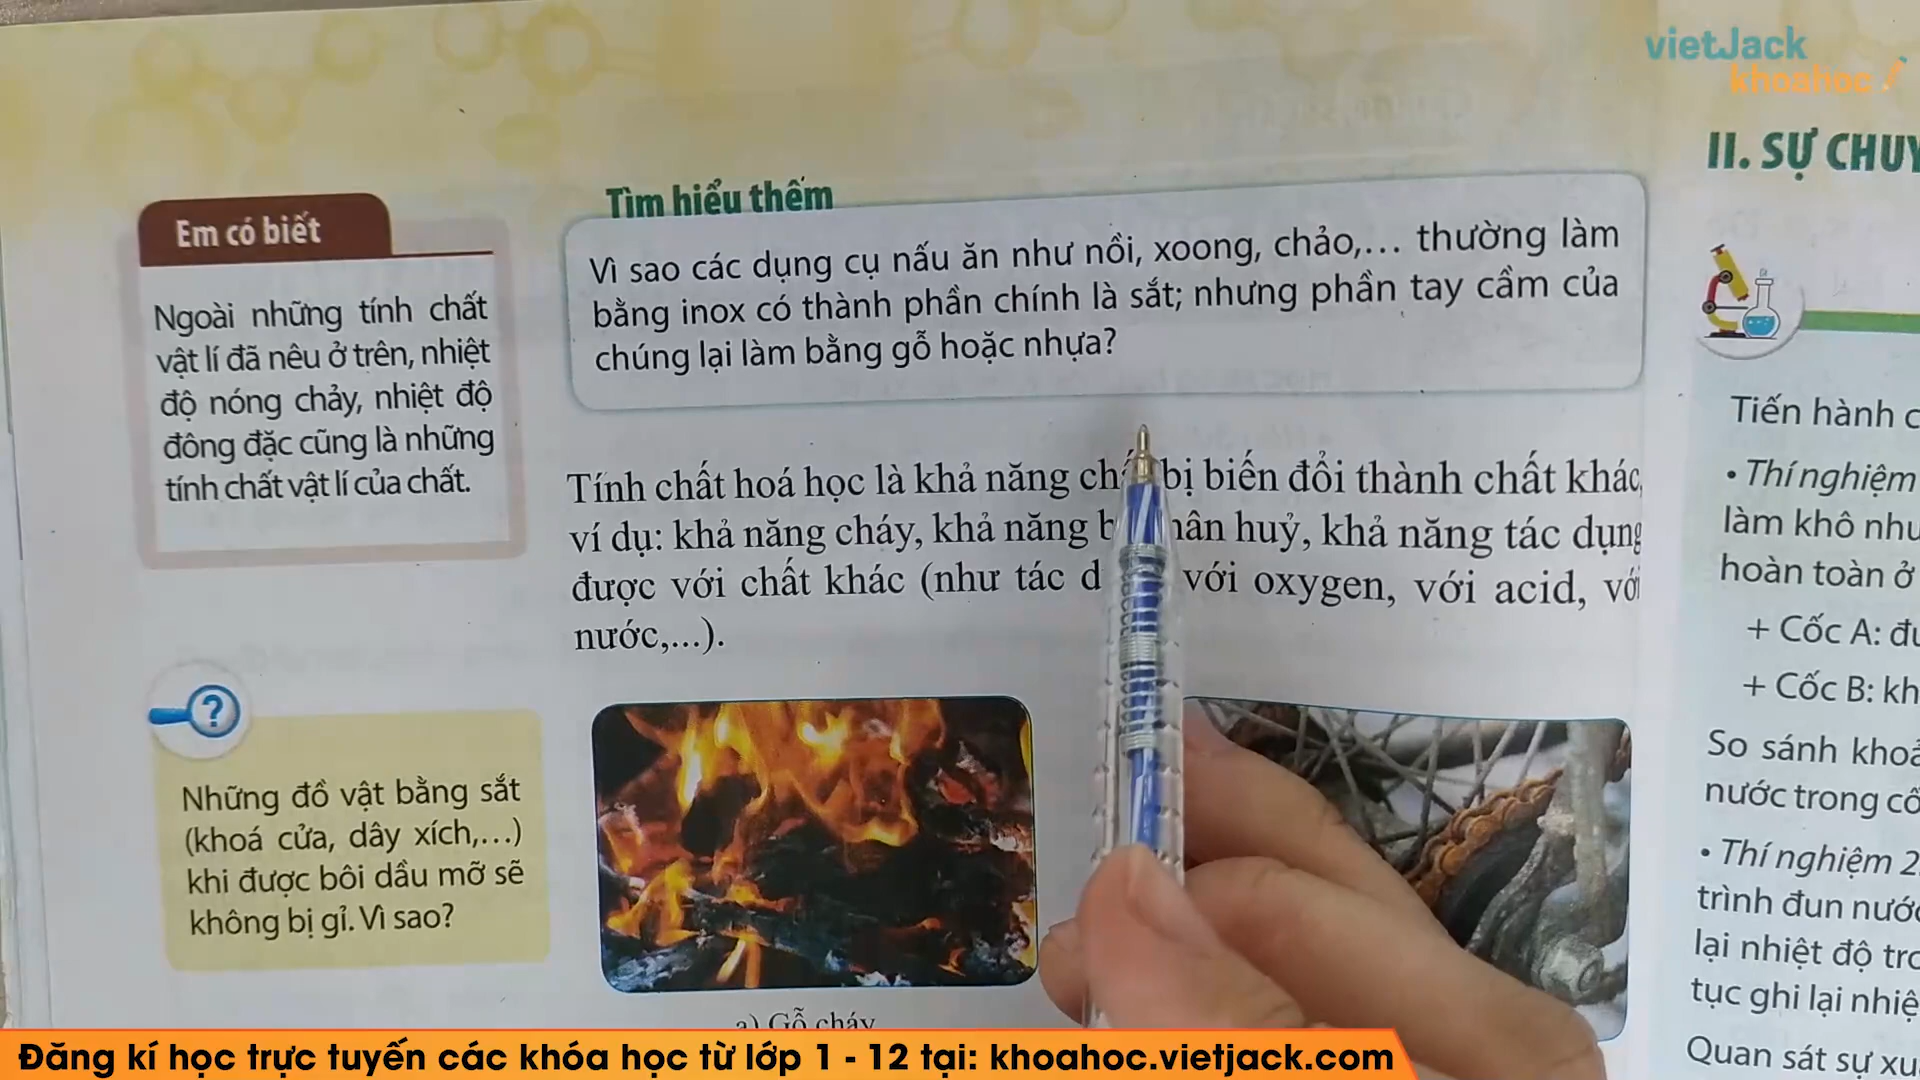 vietJack
khoahoc
Em có biết
Ngoài những tính chất
vật lí đã nêu ở trên, nhiệt
độ nóng chảy, nhiệt độ
đông đặc cũng là những
tính chất vật lí của chất.
Tìm hiểu thêm
Vì sao các dụng cụ nấu ăn như nồi, xoong, chảo,... thường làm
bằng inox có thành phần chính là sắt; nhưng phần tay cầm của
chúng lại làm bằng gỗ hoặc nhựa?
Tính chất hoá học là khả năng chất bị biến đổi thành chất khác,
ví dụ: khả năng cháy, khả năng b hân huỷ, khả năng tác dụng
được với chất khác (như tác d với oxygen, với acid, với
nước,...).
Những đồ vật bằng sắt
(khoá cửa, dây xích,...)
khi được bôi dầu mỡ sẽ
không bị gỉ. Vì sao?
a) Gỗ cháy
II. SỰ CHUY
Tiến hành
• Thí nghiệm
làm khô như
hoàn toàn ở
+ Cốc A:
+ Cốc B: kh
So sánh
nước trong
• Thí nghiệm 2
trình đun nước
lại nhiệt độ
tục ghi lại
Quan sát sự
Đăng kí học trực tuyến các khóa học từ lớp 1 - 12 tại: khoahoc.vietjack.com